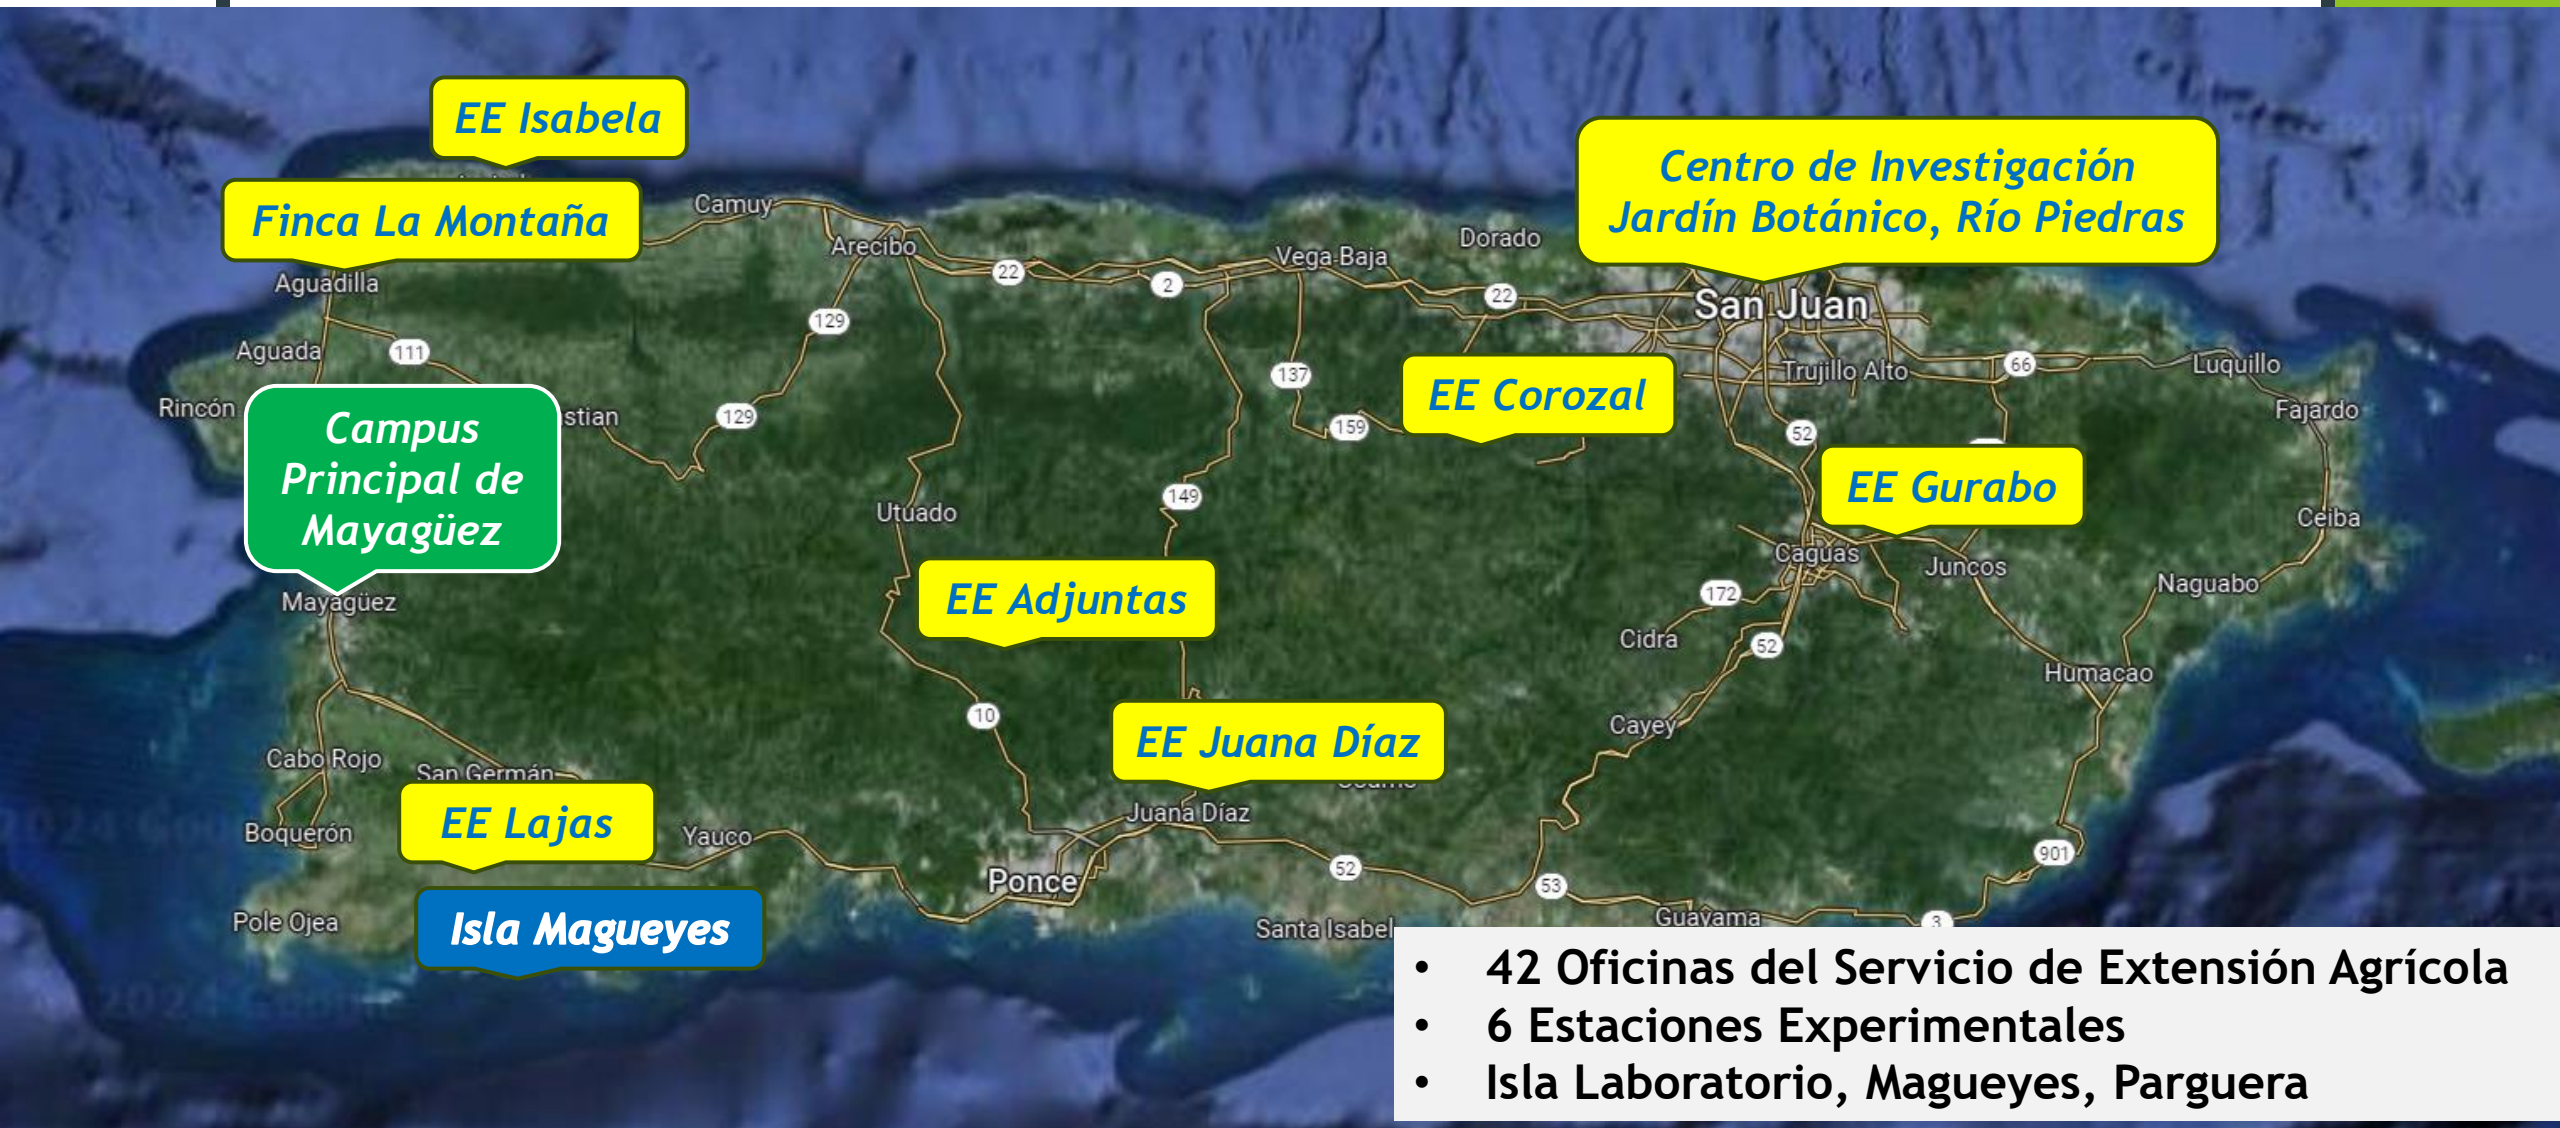 EE Isabela
Centro de Investigación
Jardín Botánico, Río Piedras
Finca La Montaña
Camuy
Arecibo
Dorado
Vega Baja
22
2
22
Aguadilla
San Juan
129
Aguada
111
137
66
Luquillo
Trujillo Alto
EE Corozal
Rincón
Campus
Principal de
Mayagüez
stian
129
159
52
Fajardo
EE Gurabo
149
Utuado
Ceiba
Caguas
Juncos
Naguabo
EE Adjuntas
172
Mayagüez
Cidra
52
Humacao
10
Cayey
EE Juana Díaz
Cabo Rojo
San Germán
EE Lajas
Juana Díaz
Boquerón
Yauco
901
52
Ponce
53
Pole Ojea
Isla Magueyes
Santa Isabel
Guayama
3
• 42 Oficinas del Servicio de Extensión Agrícola
• 6 Estaciones Experimentales
• Isla Laboratorio, Magueyes, Parguera